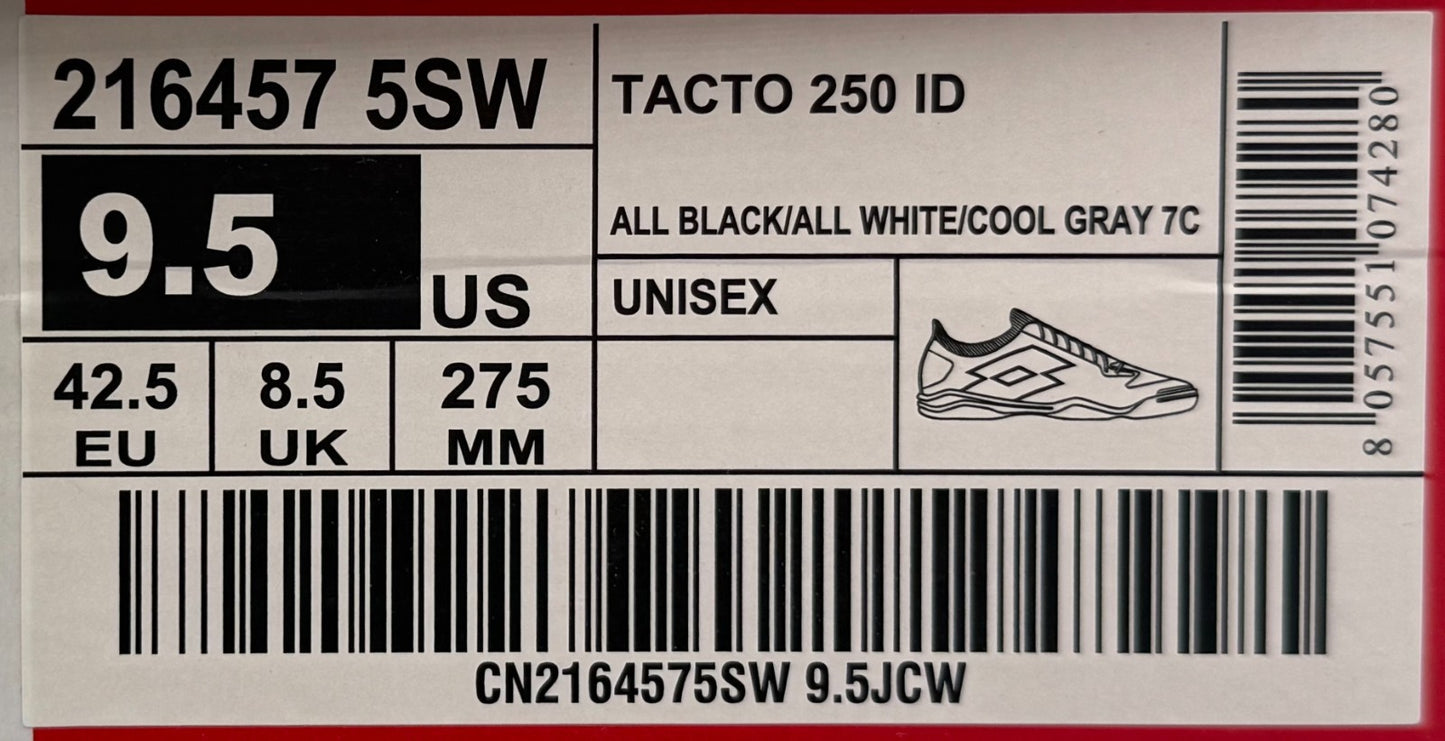 216457 5SW
TACTO 250 ID
ALL BLACK/ALL WHITE/COOL GRAY 7C
9.5
US
UNISEX
42.5
EU
8.5
UK
275
MM
8 057551 074280
CN2164575SW 9.5JCW